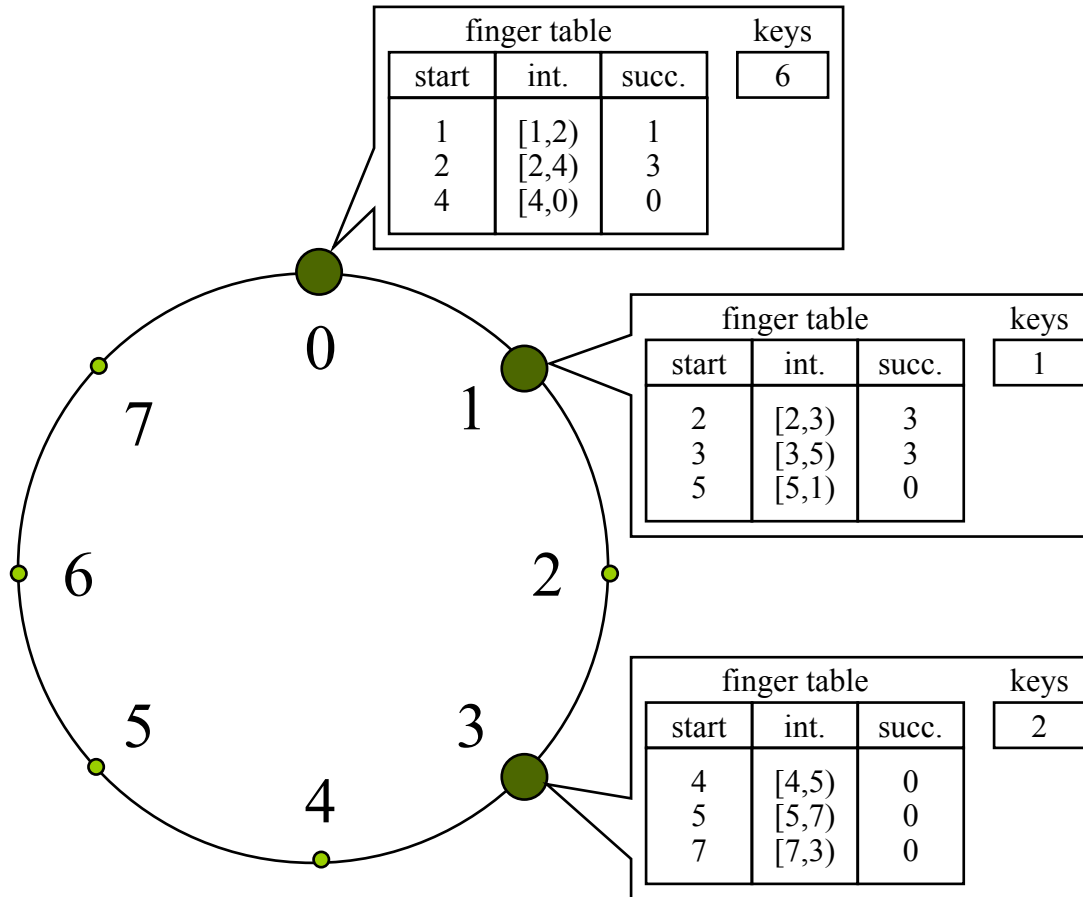 finger table keys
start int. succ. 6
1 [1,2) 1
2 [2,4) 3
4 [4,0) 0
0
finger table keys
start int. succ. 1
2 [2,3) 3
3 [3,5) 3
5 [5,1) 0
7 1
6 2
5 3
4
finger table keys
start int. succ. 2
4 [4,5) 0
5 [5,7) 0
7 [7,3) 0